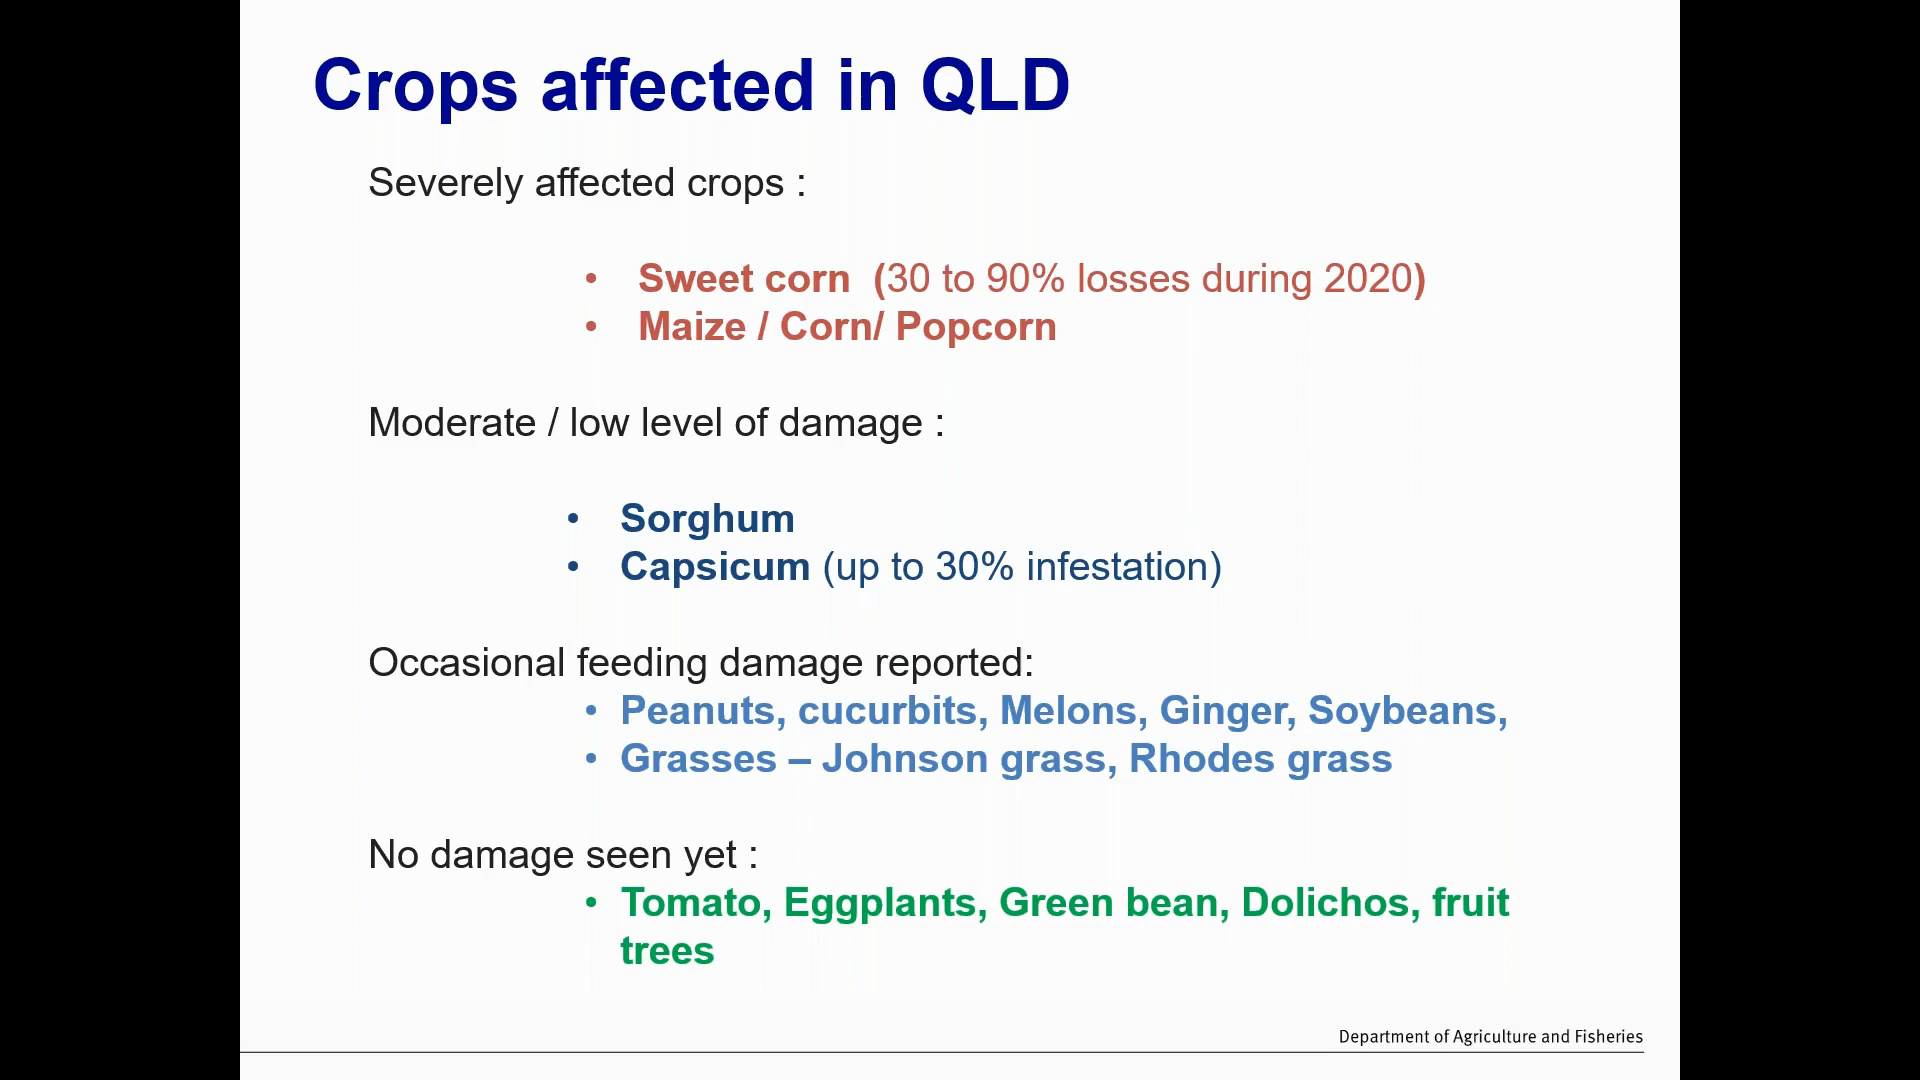 Crops affected in QLD
Severely affected crops :
• Sweet corn (30 to 90% losses during 2020)
• Maize / Corn/ Popcorn
Moderate / low level of damage :
• Sorghum
• Capsicum (up to 30% infestation)
Occasional feeding damage reported:
• Peanuts, cucurbits, Melons, Ginger, Soybeans,
• Grasses – Johnson grass, Rhodes grass
No damage seen yet :
• Tomato, Eggplants, Green bean, Dolichos, fruit
trees
Department of Agriculture and Fisheries